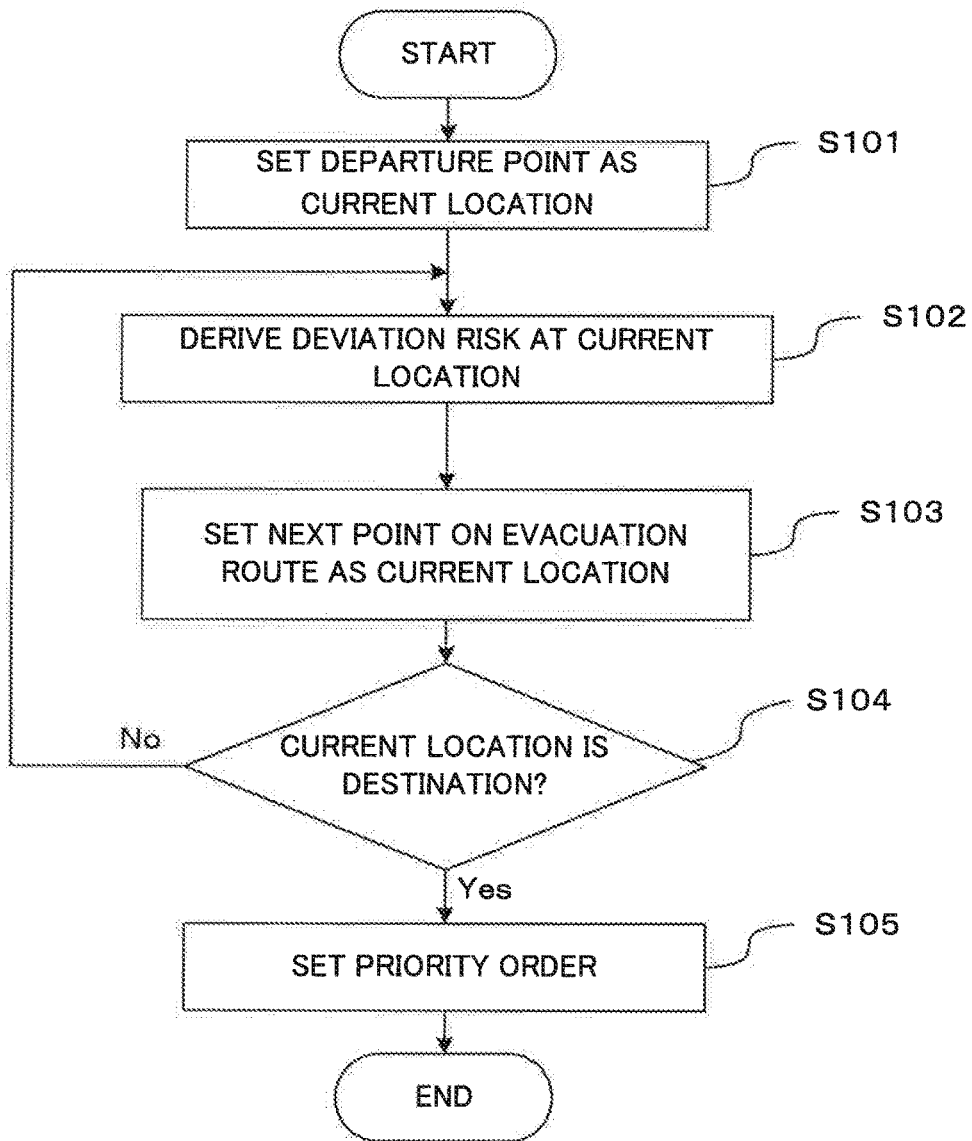 START
SET DEPARTURE POINT AS
CURRENT LOCATION
S101
DERIVE DEVIATION RISK AT CURRENT
LOCATION
S102
SET NEXT POINT ON EVACUATION
ROUTE AS CURRENT LOCATION
S103
CURRENT LOCATION IS
DESTINATION?
S104
No
Yes
SET PRIORITY ORDER
S105
END